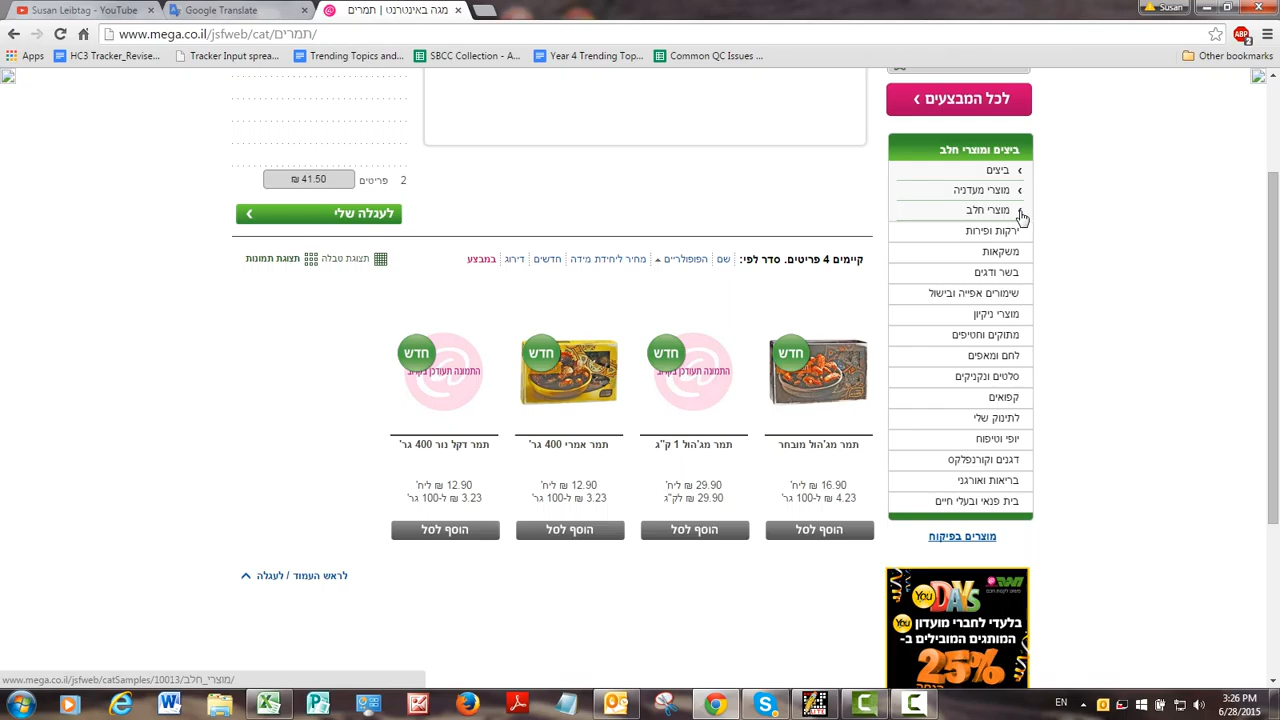 Susan Leibtag - YouTube
Google Translate
מגה באינטרנט | תמרים
Susan
www.mega.co.il/jsfweb/cat/תמרים/
Apps
HC3 Tracker_Revise...
Tracker Input sprea...
Trending Topics and...
SBCC Collection - A...
Year 4 Trending Top...
Common QC Issues ...
Other bookmarks
לכל המבצעים
ביצים ומוצרי חלב
ביצים
מוצרי מעדניה
מוצרי חלב
ירקות ופירות
משקאות
בשר ודגים
שימורים אפייה ובישול
מוצרי ניקיון
מתוקים וחטיפים
לחם ומאפים
סלטים ונקניקים
קפואים
לתינוק שלי
יופי וטיפוח
דגנים וקורנפלקס
בריאות ואורגני
בית פנאי ובעלי חיים
מוצרים בפיקוח
2 פריטים 41.50 ₪
לעגלה שלי
קיימים 4 פריטים. סדר לפי: שם הפופולריים מחיר ליחידת מידה חדשים דירוג במבצע
תצוגת טבלה תצוגת תמונות
חדש חדש חדש חדש
התמונה תעודכן בקרוב התמונה תעודכן בקרוב
תמר מג'הול מובחר תמר מג'הול 1 ק"ג תמר אמרי 400 גר' תמר דקל נור 400 גר'
16.90 ₪ ליח' 29.90 ₪ ליח' 12.90 ₪ ליח' 12.90 ₪ ליח'
4.23 ₪ ל-100 גר' 29.90 ₪ לק"ג 3.23 ₪ ל-100 גר' 3.23 ₪ ל-100 גר'
הוסף לסל הוסף לסל הוסף לסל הוסף לסל
לראש העמוד / לעגלה
You DAYS
בלעדי לחברי מועדון You
המותגים המובילים ב-
25%
www.mega.co.il/jsfweb/catSamples/10013/מוצרי_חלב/
EN
3:26 PM
6/28/2015